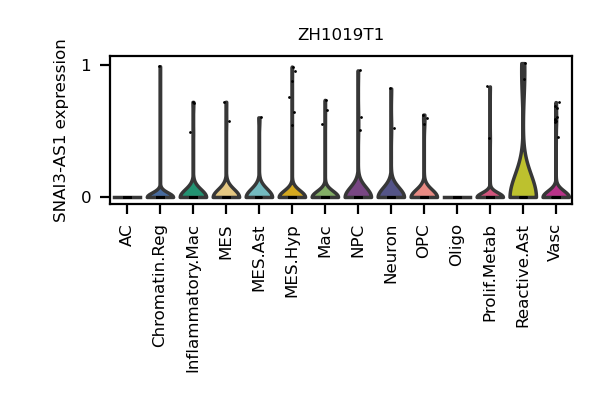 ZH1019T1
SNAI3-AS1 expression
1
0
AC
Chromatin.Reg
Inflammatory.Mac
MES
MES.Ast
MES.Hyp
Mac
NPC
Neuron
OPC
Oligo
Prolif.Metab
Reactive.Ast
Vasc